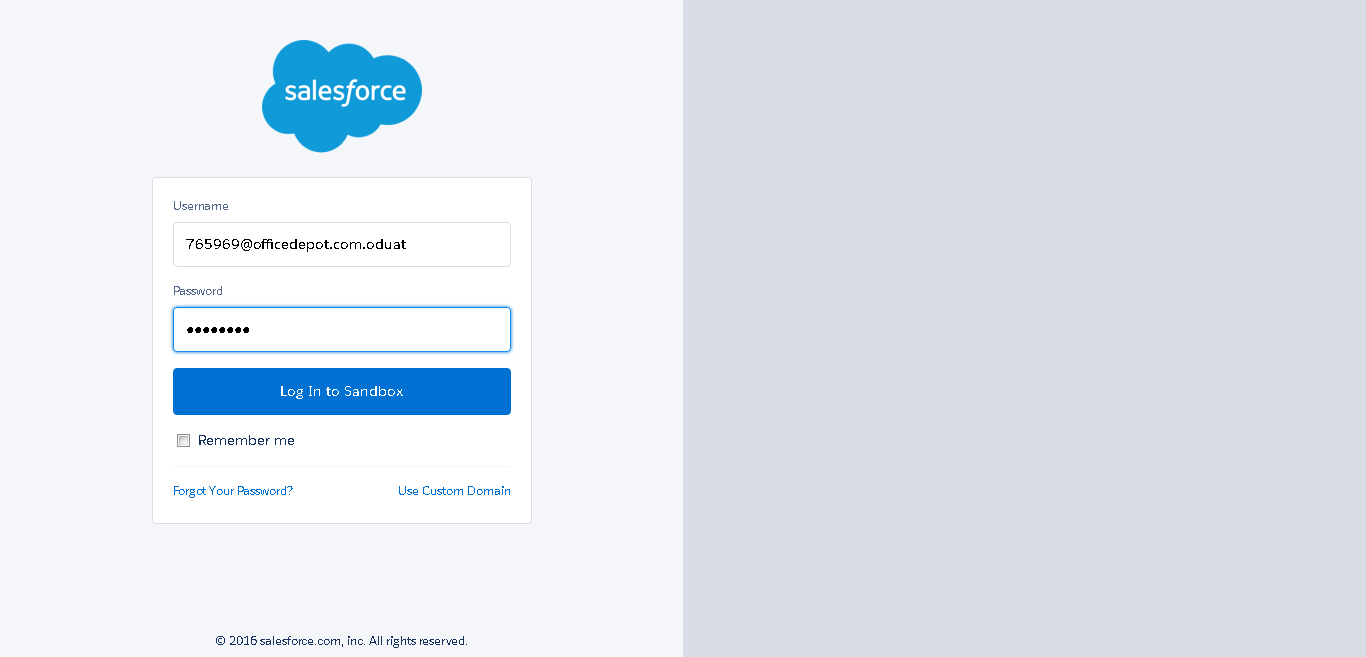 salesforce
Username
765969@officedepot.com.oduat
Password
••••••••
Log In to Sandbox
Remember me
Forgot Your Password? Use Custom Domain
© 2016 salesforce.com, inc. All rights reserved.